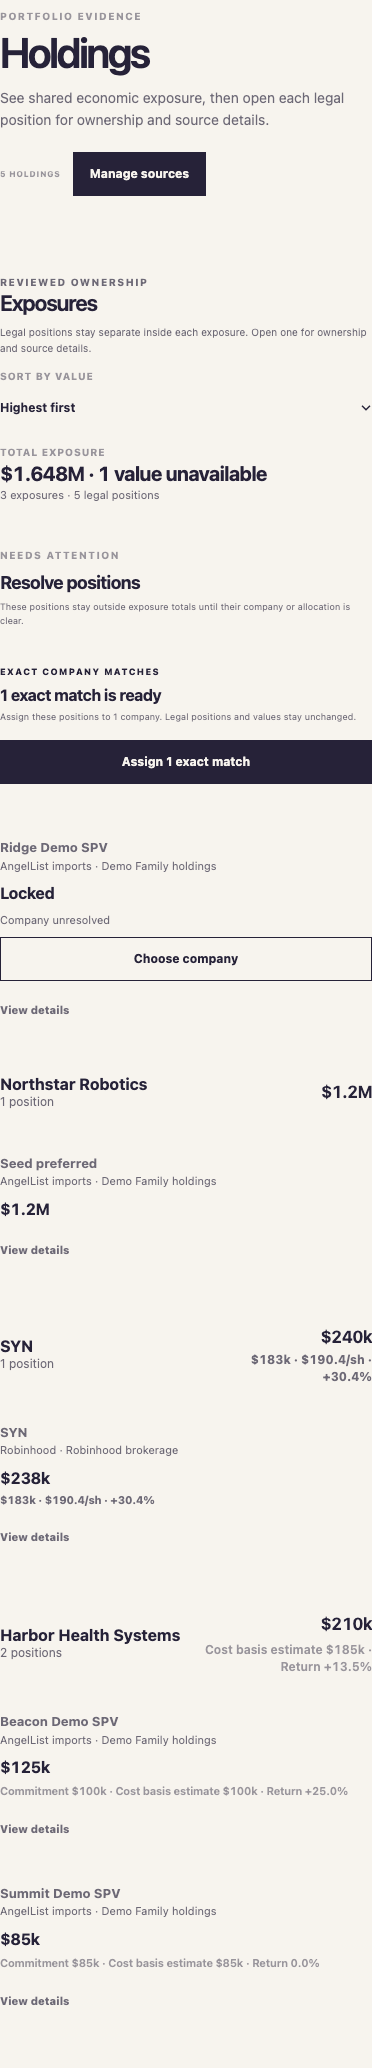 PORTFOLIO EVIDENCE
Holdings
See shared economic exposure, then open each legal
position for ownership and source details.
5 HOLDINGS
Manage sources
REVIEWED OWNERSHIP
Exposures
Legal positions stay separate inside each exposure. Open one for ownership
and source details.
SORT BY VALUE
Highest first
TOTAL EXPOSURE
$1.648M · 1 value unavailable
3 exposures · 5 legal positions
NEEDS ATTENTION
Resolve positions
These positions stay outside exposure totals until their company or allocation is
clear.
EXACT COMPANY MATCHES
1 exact match is ready
Assign these positions to 1 company. Legal positions and values stay unchanged.
Assign 1 exact match
Ridge Demo SPV
AngelList imports · Demo Family holdings
Locked
Company unresolved
Choose company
View details
Northstar Robotics
1 position
$1.2M
Seed preferred
AngelList imports · Demo Family holdings
$1.2M
View details
SYN
1 position
$240k
$183k · $190.4/sh ·
+30.4%
SYN
Robinhood · Robinhood brokerage
$238k
$183k · $190.4/sh · +30.4%
View details
Harbor Health Systems
2 positions
$210k
Cost basis estimate $185k ·
Return +13.5%
Beacon Demo SPV
AngelList imports · Demo Family holdings
$125k
Commitment $100k · Cost basis estimate $100k · Return +25.0%
View details
Summit Demo SPV
AngelList imports · Demo Family holdings
$85k
Commitment $85k · Cost basis estimate $85k · Return 0.0%
View details